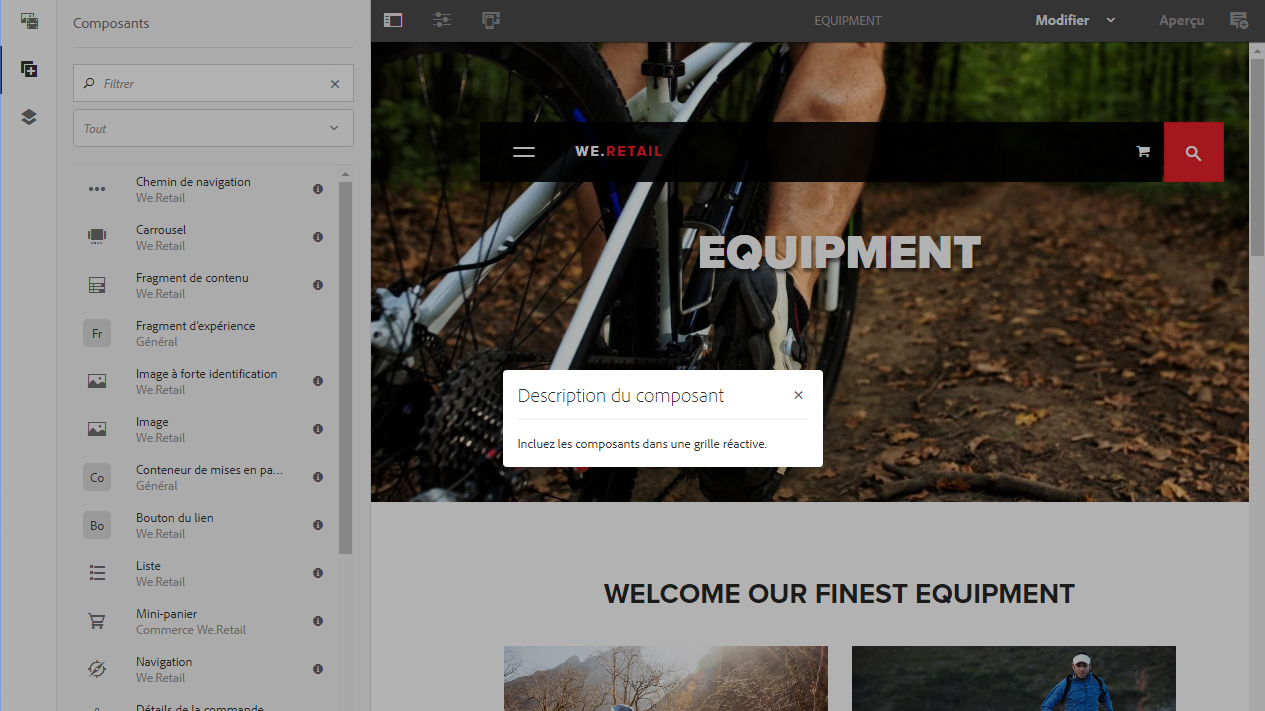 Composants
Filtrer
Tout
Chemin de navigation
We.Retail
Carrousel
We.Retail
Fragment de contenu
We.Retail
Fr
Fragment d'expérience
Général
Image à forte identification
We.Retail
Image
We.Retail
Co
Conteneur de mises en pa...
Général
Bo
Bouton du lien
We.Retail
Liste
We.Retail
Mini-panier
Commerce We.Retail
Navigation
We.Retail
Détails de la commande
EQUIPMENT
Modifier
Aperçu
WE.RETAIL
EQUIPMENT
Description du composant
Incluez les composants dans une grille réactive.
WELCOME OUR FINEST EQUIPMENT